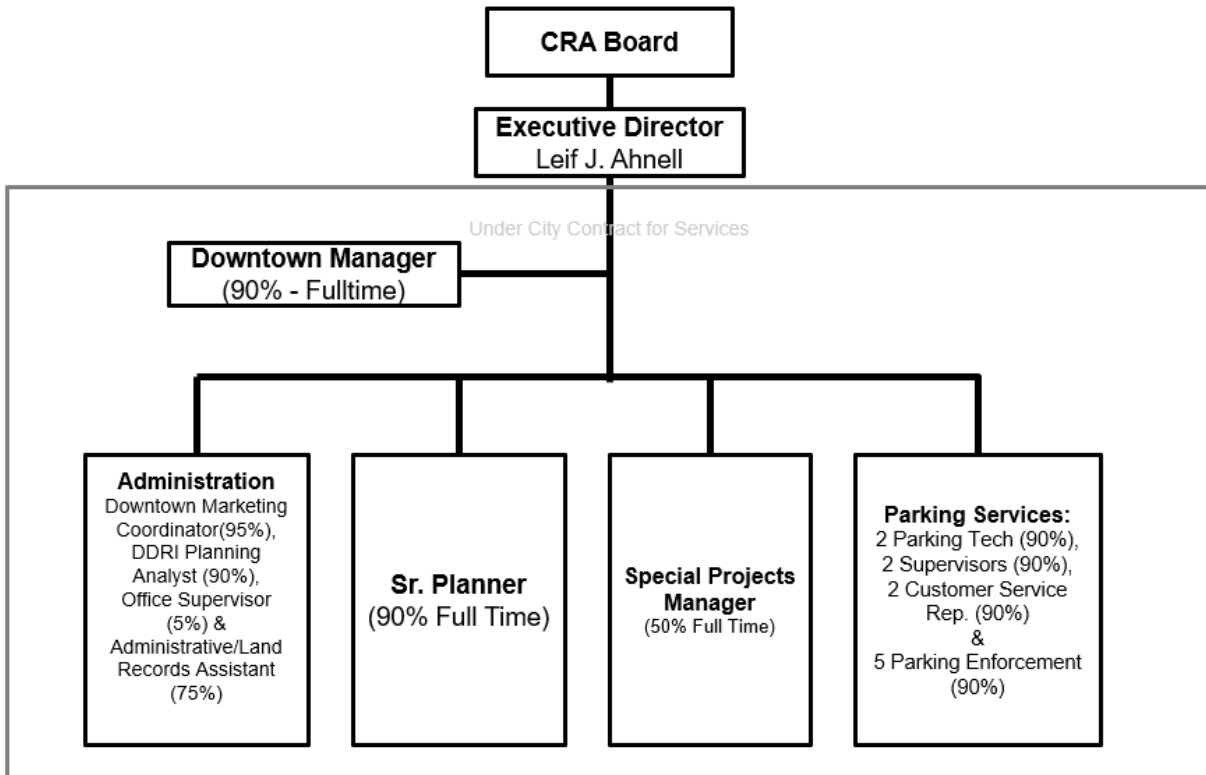 CRA Board
Executive Director
Leif J. Ahnell
Under City Contract for Services
Downtown Manager
(90% - Fulltime)
Administration
Downtown Marketing
Coordinator(95%),
DDRI Planning
Analyst (90%),
Office Supervisor
(5%) &
Administrative/Land
Records Assistant
(75%)
Sr. Planner
(90% Full Time)
Special Projects
Manager
(50% Full Time)
Parking Services:
2 Parking Tech (90%),
2 Supervisors (90%),
2 Customer Service
Rep. (90%)
&
5 Parking Enforcement
(90%)